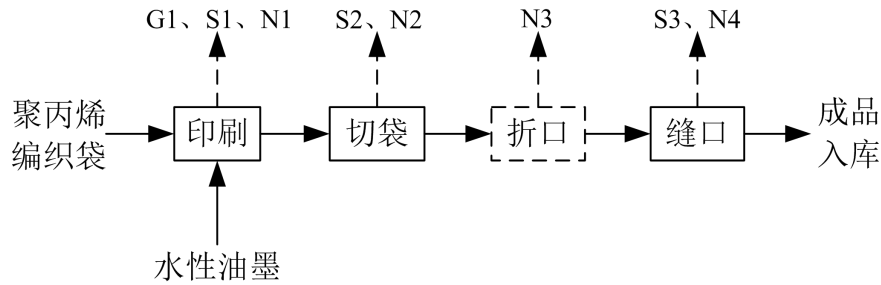 G1、S1、N1
S2、N2
N3
S3、N4
聚丙烯
编织袋
印刷
切袋
折口
缝口
成品
入库
水性油墨